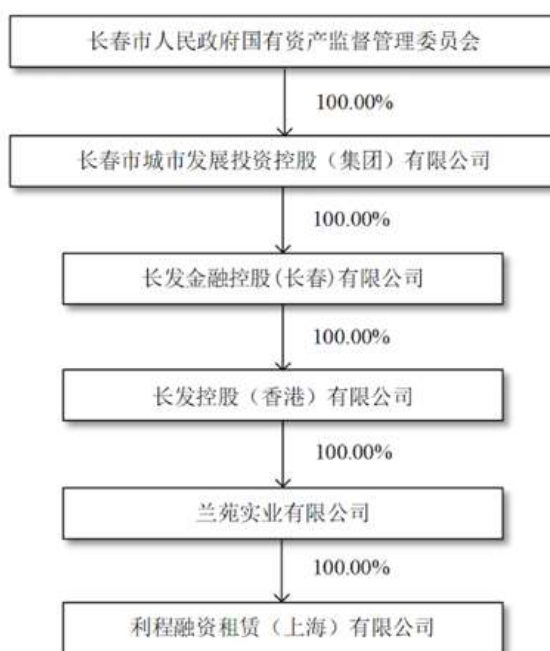 长春市人民政府国有资产监督管理委员会
100.00%
长春市城市发展投资控股（集团）有限公司
100.00%
长发金融控股(长春)有限公司
100.00%
长发控股（香港）有限公司
100.00%
兰苑实业有限公司
100.00%
利程融资租赁（上海）有限公司